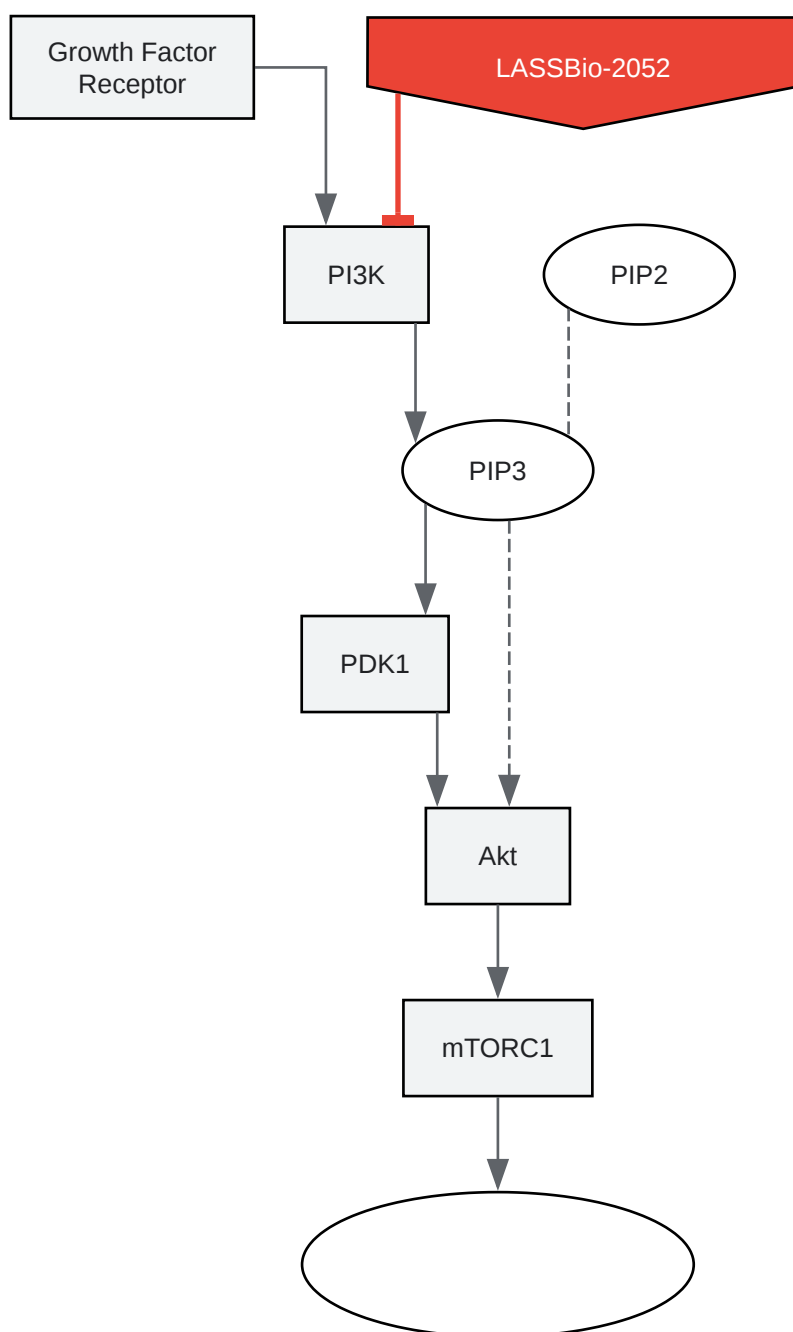 Growth Factor
Receptor
LASSBio-2052
PI3K
PIP2
PIP3
PDK1
Akt
mTORC1